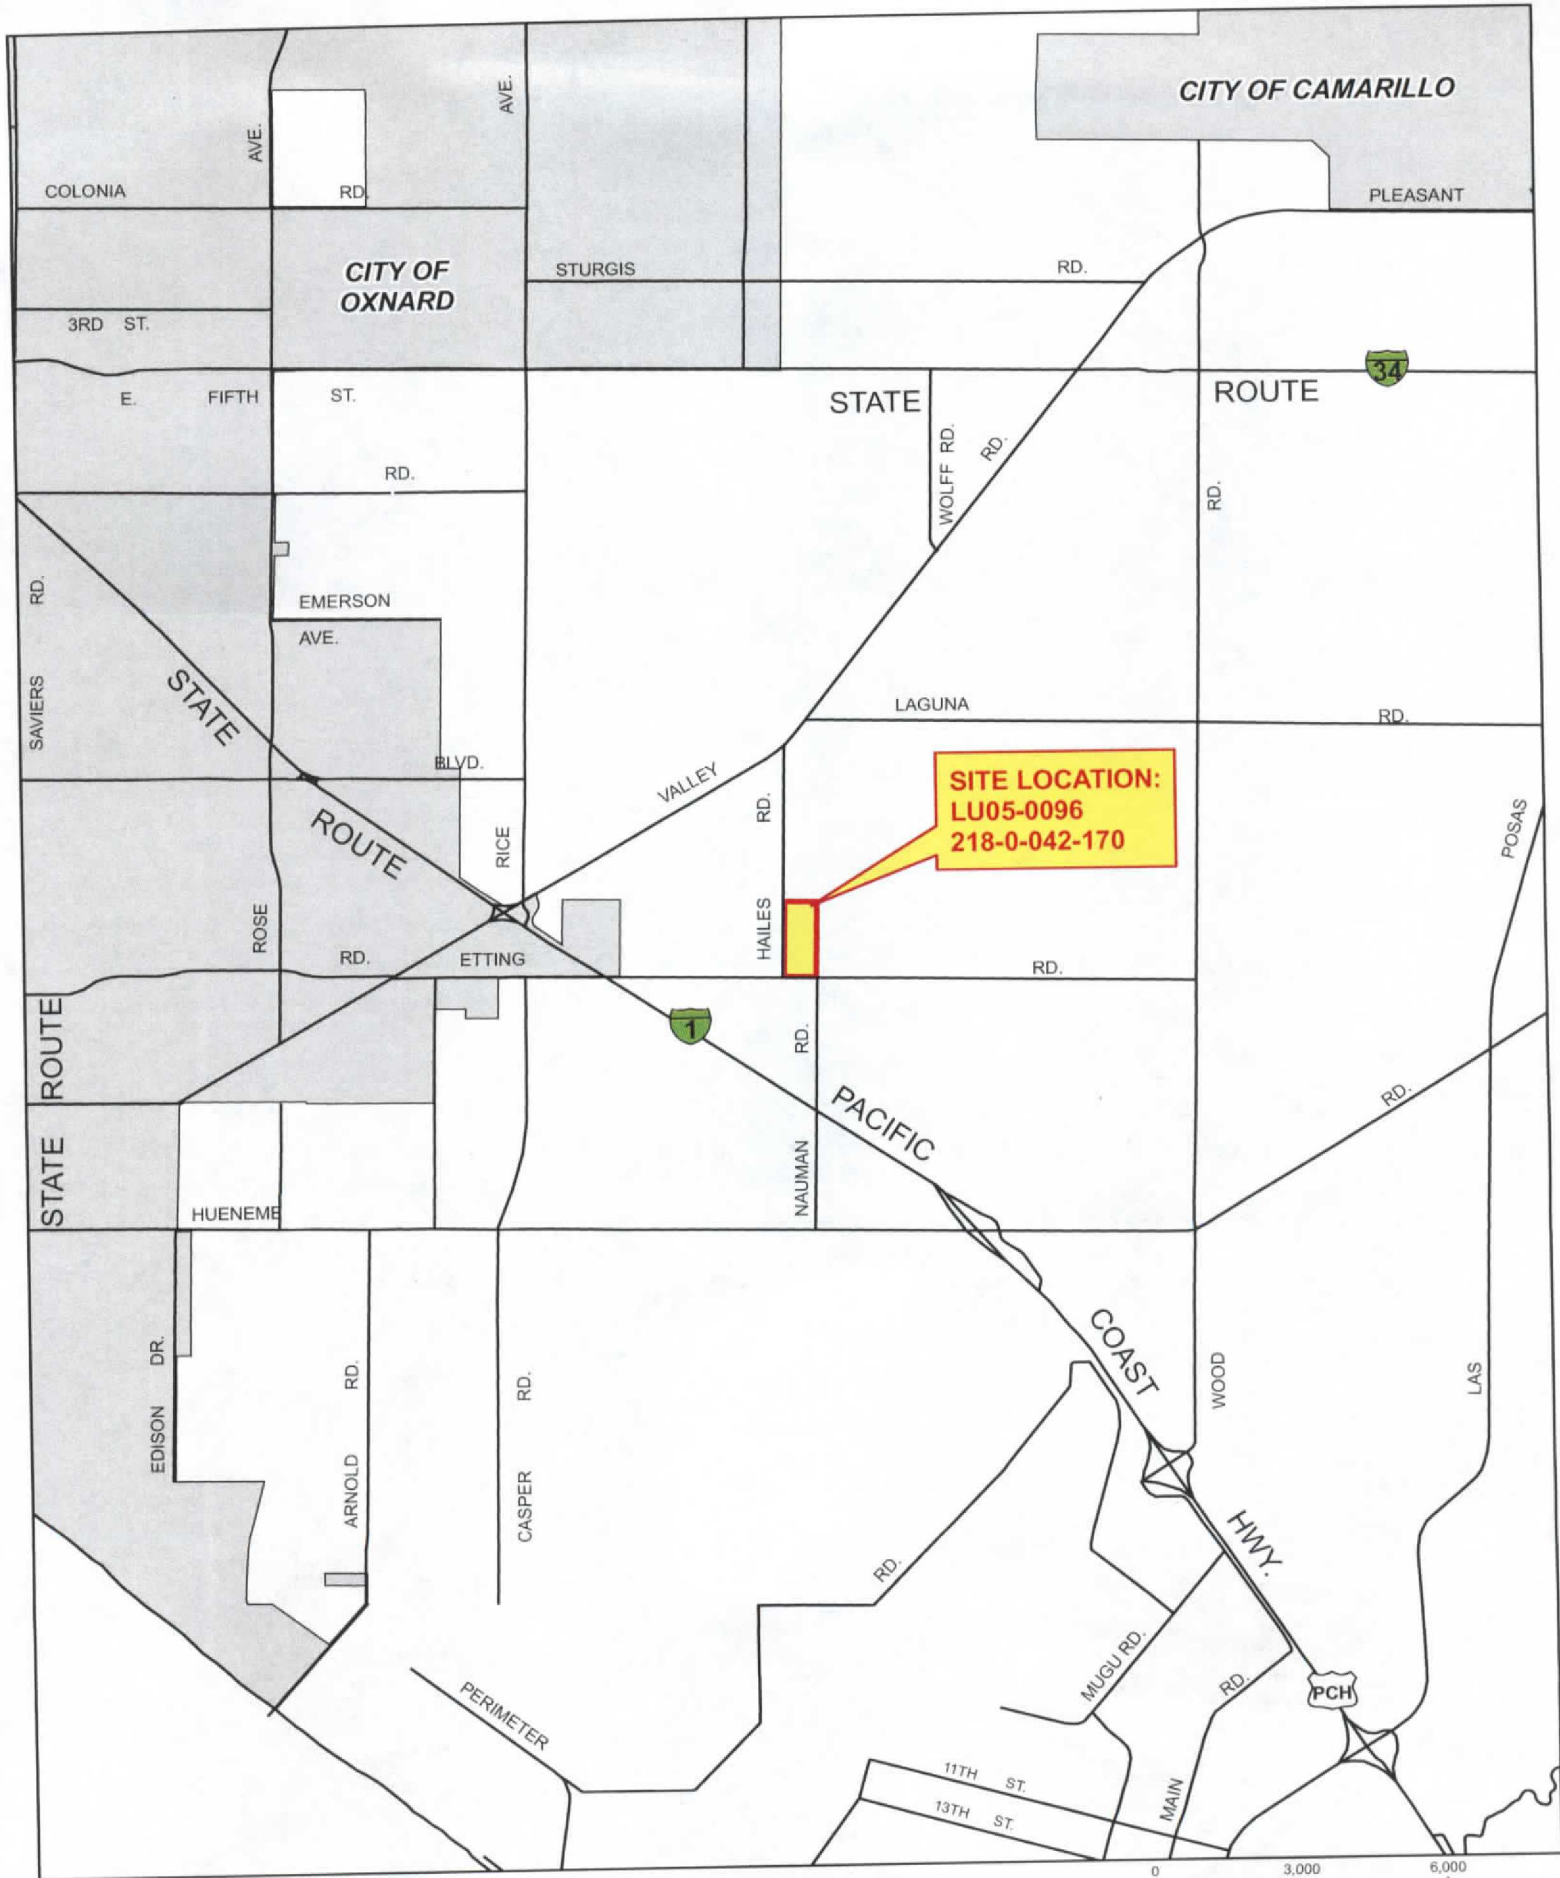 CITY OF CAMARILLO
AVE.
AVE.
COLONIA RD.
PLEASANT
CITY OF
OXNARD
STURGIS RD.
3RD ST.
34
E. FIFTH ST.
STATE ROUTE
RD.
WOLFF RD.
RD.
RD.
SAVIERS RD.
EMERSON
AVE.
STATE ROUTE
LAGUNA RD.
BLVD.
VALLEY
SITE LOCATION:
LU05-0096
218-0-042-170
RICE
HAILES RD.
POSAS
ROSE
RD. ETTING RD.
1
STATE ROUTE
NAUMAN RD.
PACIFIC
RD.
HUENEME
COAST
EDISON DR.
ARNOLD RD.
CASPER RD.
WOOD
LAS
HWY.
RD.
MUGU RD.
RD.
PCH
PERIMETER
11TH ST.
13TH ST.
MAIN
0 3,000 6,000